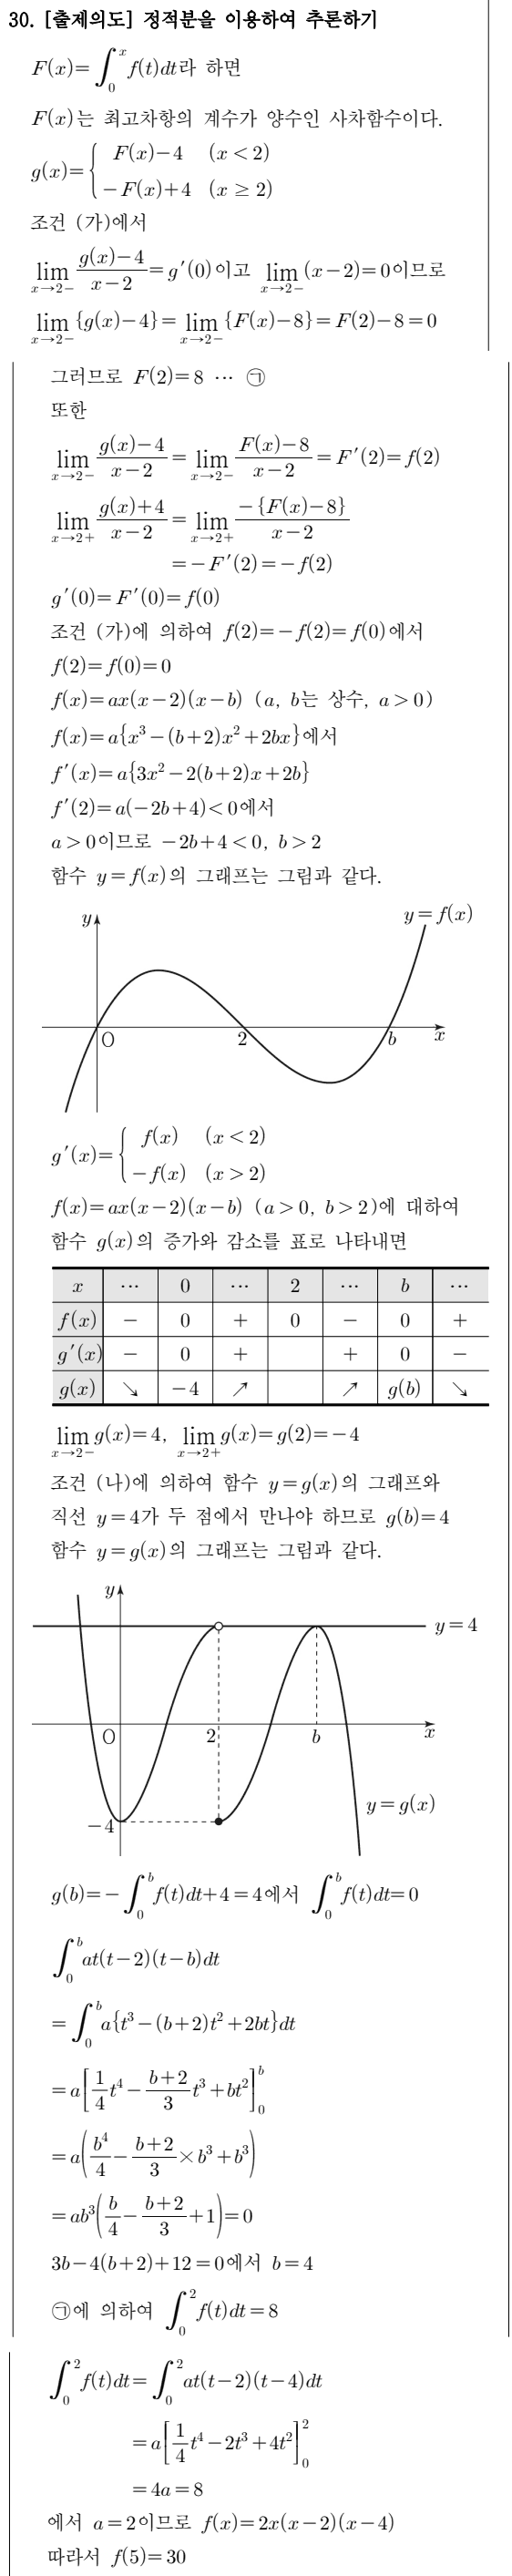 30. [출제의도] 정적분을 이용하여 추론하기
F(x)=∫₀ˣ f(t)dt라 하면
F(x)는 최고차항의 계수가 양수인 사차함수이다.
g(x)={ F(x)−4 (x<2)
−F(x)+4 (x≥2)
조건 (가)에서
lim_{x→2−} (g(x)−4)/(x−2) = g′(0)이고 lim_{x→2−} (x−2)=0이므로
lim_{x→2−} {g(x)−4} = lim_{x→2−} {F(x)−8} = F(2)−8=0
그러므로 F(2)=8 ⋯ ㉠
또한
lim_{x→2−} (g(x)−4)/(x−2) = lim_{x→2−} (F(x)−8)/(x−2) = F′(2)=f(2)
lim_{x→2+} (g(x)+4)/(x−2) = lim_{x→2+} (−{F(x)−8})/(x−2)
=−F′(2)=−f(2)
g′(0)=F′(0)=f(0)
조건 (가)에 의하여 f(2)=−f(2)=f(0)에서
f(2)=f(0)=0
f(x)=ax(x−2)(x−b) (a, b는 상수, a>0)
f(x)=a{x³−(b+2)x²+2bx}에서
f′(x)=a{3x²−2(b+2)x+2b}
f′(2)=a(−2b+4)<0에서
a>0이므로 −2b+4<0, b>2
함수 y=f(x)의 그래프는 그림과 같다.
y y=f(x)
O 2 b x
g′(x)={ f(x) (x<2)
−f(x) (x>2)
f(x)=ax(x−2)(x−b) (a>0, b>2)에 대하여
함수 g(x)의 증가와 감소를 표로 나타내면
x ⋯ 0 ⋯ 2 ⋯ b ⋯
f(x) − 0 + 0 − 0 +
g′(x) − 0 + + 0 −
g(x) ↘ −4 ↗ ↗ g(b) ↘
lim_{x→2−} g(x)=4, lim_{x→2+} g(x)=g(2)=−4
조건 (나)에 의하여 함수 y=g(x)의 그래프와
직선 y=4가 두 점에서 만나야 하므로 g(b)=4
함수 y=g(x)의 그래프는 그림과 같다.
y
y=4
O 2 b x
y=g(x)
−4
g(b)=−∫₀ᵇ f(t)dt+4=4에서 ∫₀ᵇ f(t)dt=0
∫₀ᵇ at(t−2)(t−b)dt
=∫₀ᵇ a{t³−(b+2)t²+2bt}dt
=a[1/4 t⁴ − (b+2)/3 t³ + bt²]₀ᵇ
=a(b⁴/4 − (b+2)/3 × b³ + b³)
=ab³(b/4 − (b+2)/3 + 1)=0
3b−4(b+2)+12=0에서 b=4
㉠에 의하여 ∫₀² f(t)dt=8
∫₀² f(t)dt=∫₀² at(t−2)(t−4)dt
=a[1/4 t⁴ − 2t³ + 4t²]₀²
=4a=8
에서 a=2이므로 f(x)=2x(x−2)(x−4)
따라서 f(5)=30